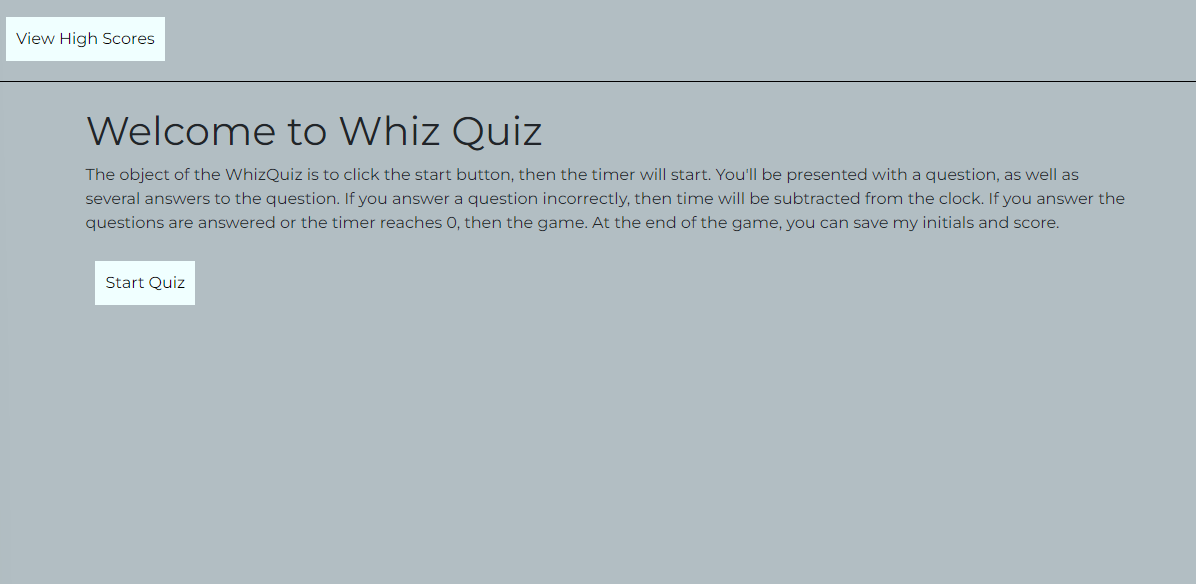 View High Scores
Welcome to Whiz Quiz
The object of the WhizQuiz is to click the start button, then the timer will start. You'll be presented with a question, as well as
several answers to the question. If you answer a question incorrectly, then time will be subtracted from the clock. If you answer the
questions are answered or the timer reaches 0, then the game. At the end of the game, you can save my initials and score.
Start Quiz